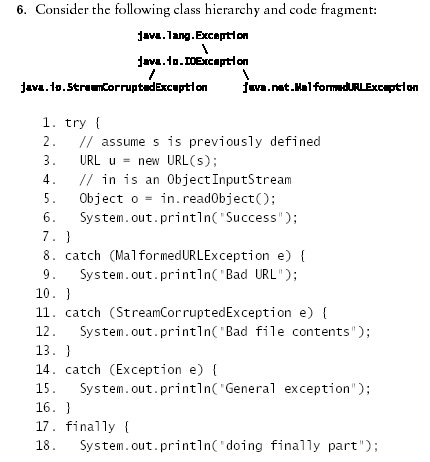 6. Consider the following class hierarchy and code fragment:
java.lang.Exception
java.io.IOException
java.io.StreamCorruptedException java.net.MalformedURLException
1. try {
2. // assume s is previously defined
3. URL u = new URL(s);
4. // in is an ObjectInputStream
5. Object o = in.readObject();
6. System.out.println("Success");
7. }
8. catch (MalformedURLException e) {
9. System.out.println("Bad URL");
10. }
11. catch (StreamCorruptedException e) {
12. System.out.println("Bad file contents");
13. }
14. catch (Exception e) {
15. System.out.println("General exception");
16. }
17. finally {
18. System.out.println("doing finally part");